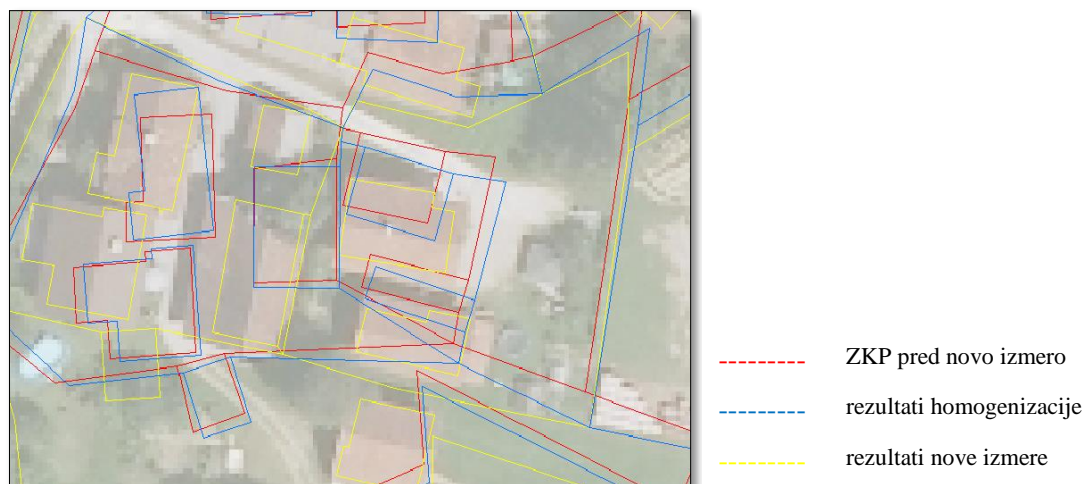 ZKP pred novo izmero
rezultati homogenizacije
rezultati nove izmere